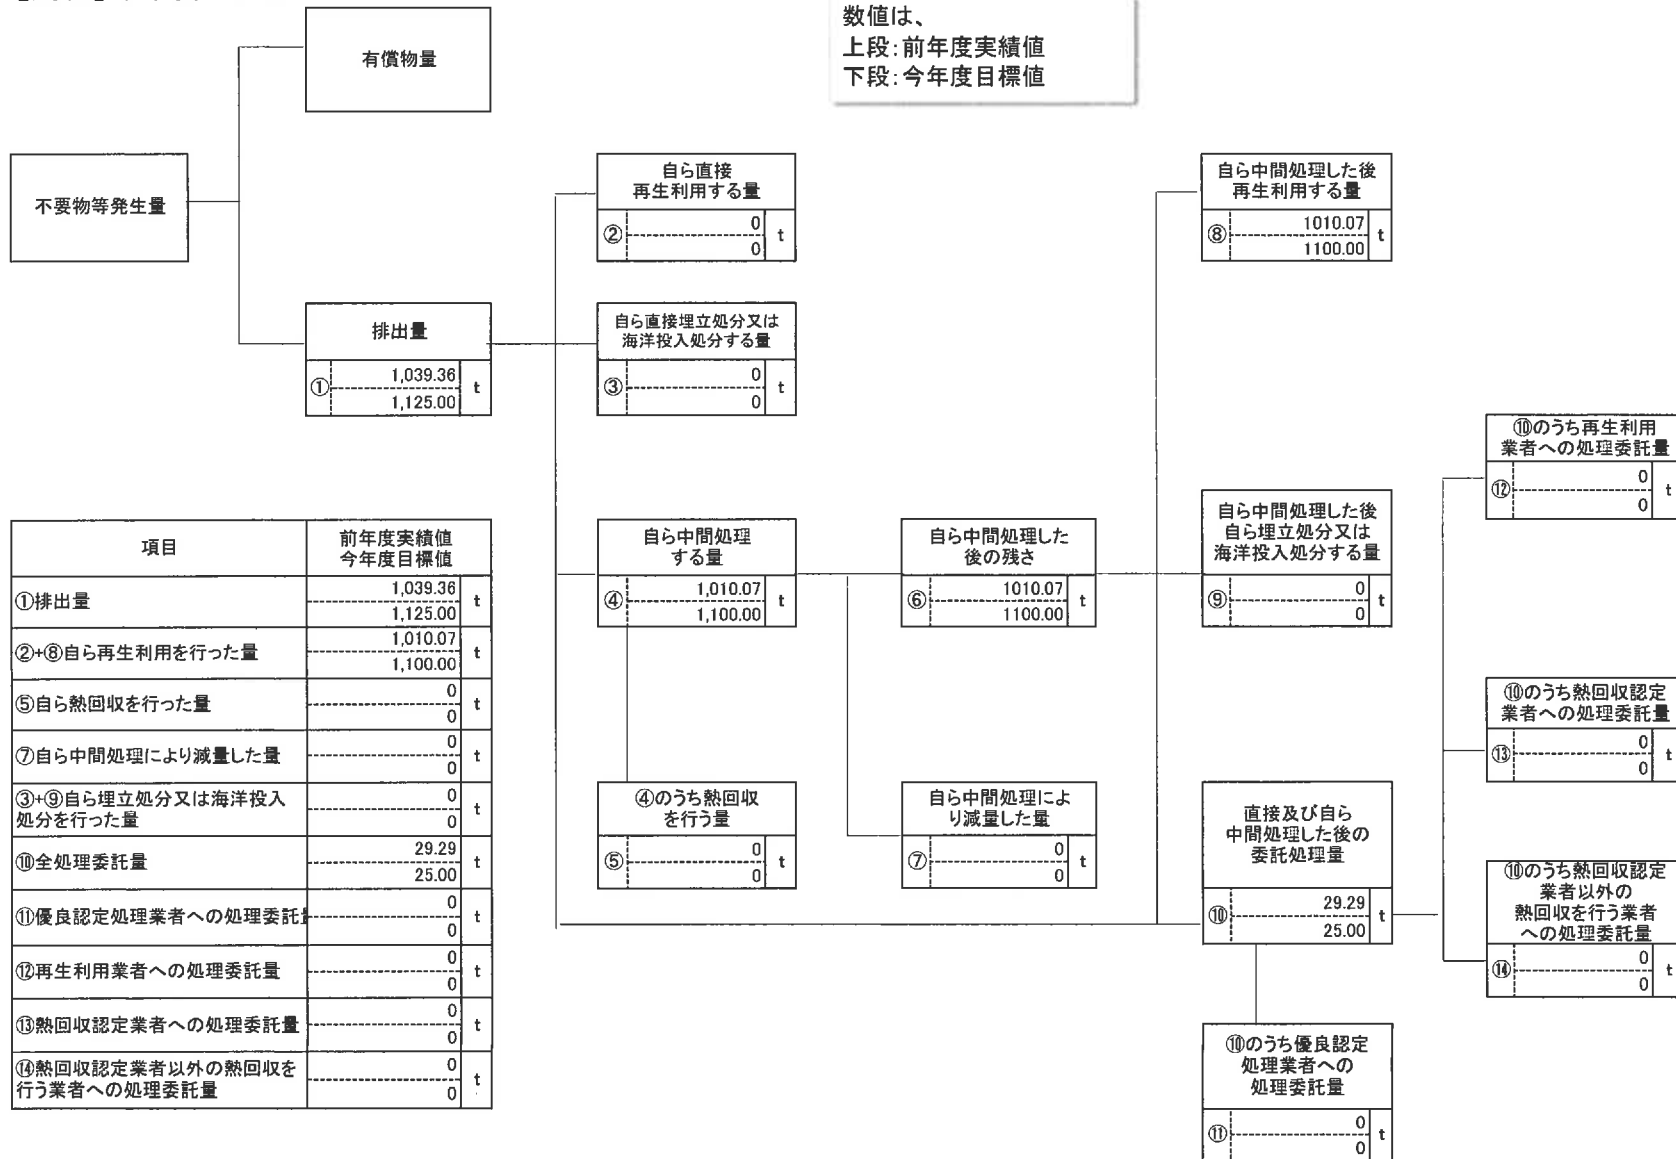 数値は、
上段:前年度実績値
下段:今年度目標値
有償物量
不要物等発生量
排出量
①
1,039.36
1,125.00
t
自ら直接
再生利用する量
②
0
0
t
自ら直接埋立処分又は
海洋投入処分する量
③
0
0
t
自ら中間処理
する量
④
1,010.07
1,100.00
t
④のうち熱回収
を行う量
⑤
0
0
t
自ら中間処理した
後の残さ
⑥
1010.07
1100.00
t
自ら中間処理によ
り減量した量
⑦
0
0
t
自ら中間処理した後
再生利用する量
⑧
1010.07
1100.00
t
自ら中間処理した後
自ら埋立処分又は
海洋投入処分する量
⑨
0
0
t
直接及び自ら
中間処理した後の
委託処理量
⑩
29.29
25.00
t
⑩のうち優良認定
処理業者への
処理委託量
⑪
0
0
t
⑩のうち再生利用
業者への処理委託量
⑫
0
0
t
⑩のうち熱回収認定
業者への処理委託量
⑬
0
0
t
⑩のうち熱回収認定
業者以外の
熱回収を行う業者
への処理委託量
⑭
0
0
t
項目
前年度実績値
今年度目標値
①排出量
1,039.36
1,125.00
t
②+⑧自ら再生利用を行った量
1,010.07
1,100.00
t
⑤自ら熱回収を行った量
0
0
t
⑦自ら中間処理により減量した量
0
0
t
③+⑨自ら埋立処分又は海洋投入
処分を行った量
0
0
t
⑩全処理委託量
29.29
25.00
t
⑪優良認定処理業者への処理委託
0
0
t
⑫再生利用業者への処理委託量
0
0
t
⑬熱回収認定業者への処理委託量
0
0
t
⑭熱回収認定業者以外の熱回収を
行う業者への処理委託量
0
0
t